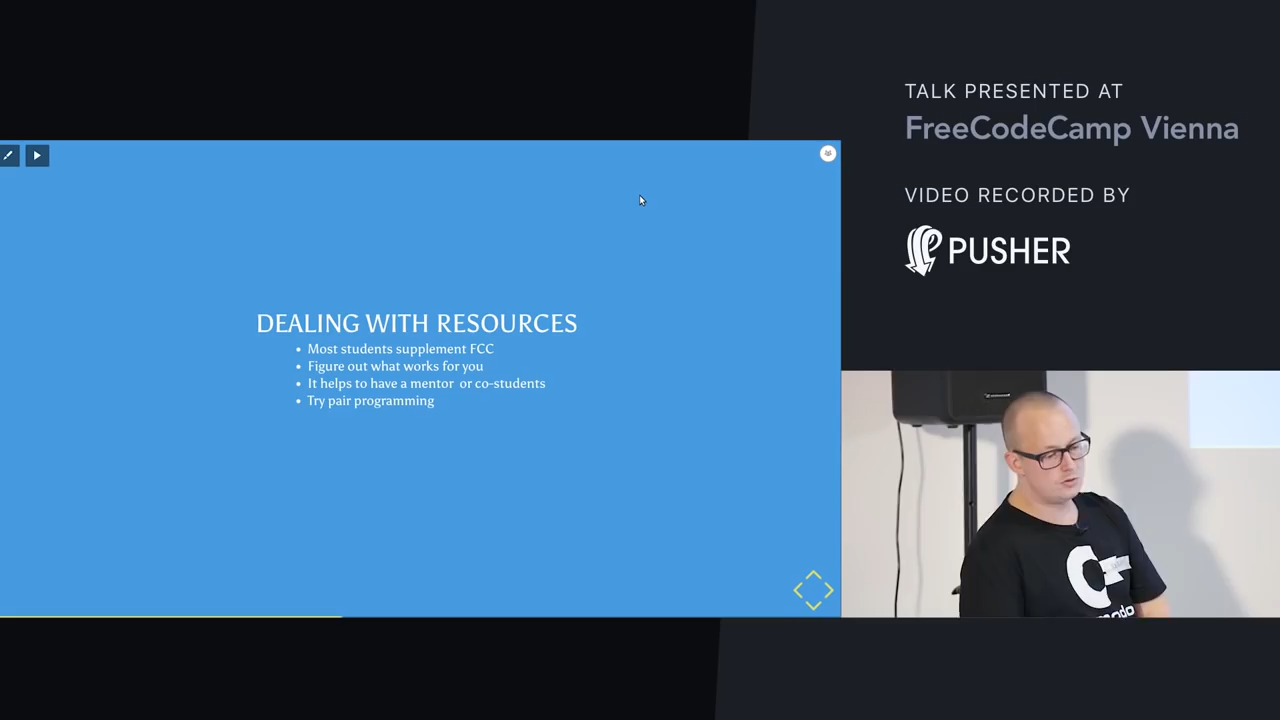 TALK PRESENTED AT
FreeCodeCamp Vienna
VIDEO RECORDED BY
PUSHER
DEALING WITH RESOURCES
• Most students supplement FCC
• Figure out what works for you
• It helps to have a mentor or co-students
• Try pair programming